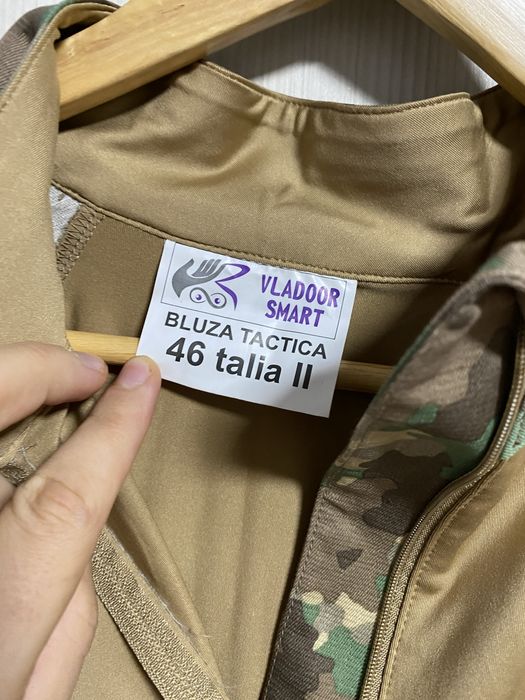 VLADOOR
SMART
BLUZA TACTICA
46 talia II